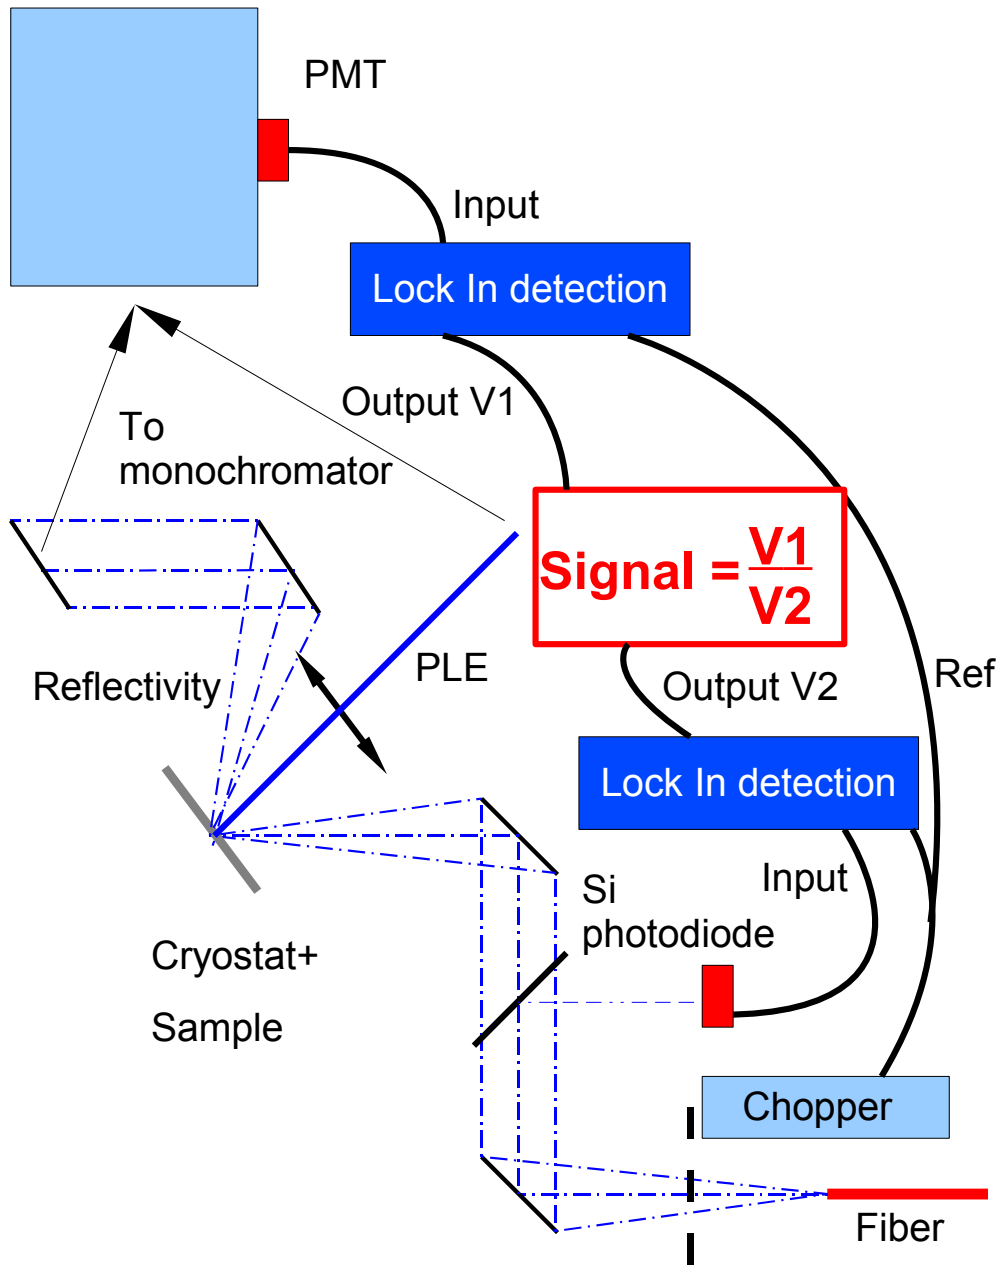 PMT
Input
Lock In detection
Output V1
To
monochromator
Signal = V1
V2
Reflectivity
PLE
Output V2
Ref
Lock In detection
Si
photodiode
Input
Cryostat+
Sample
Chopper
Fiber